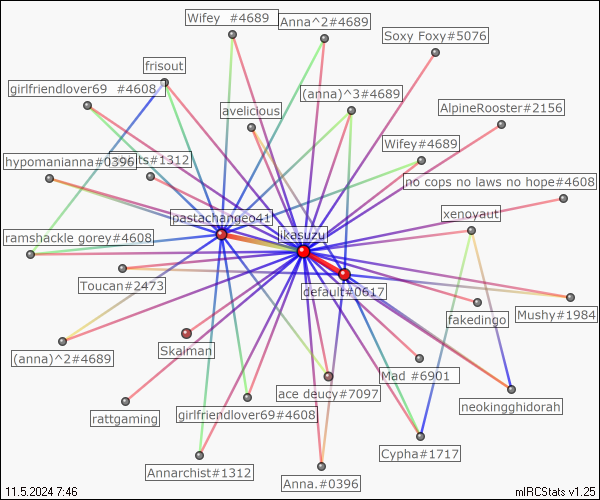 Wifey #4689
Anna^2#4689
Soxy Foxy#5076
frisout
girlfriendlover69 #4608
(anna)^3#4689
avelicious
AlpineRooster#2156
Wifey#4689
hypomanianna#0396
ts#1312
no cops no laws no hope#4608
pastachangeo41
xenoyaut
ikasuzu
ramshackle gorey#4608
Toucan#2473
default#0617
fakedingo
Mushy#1984
(anna)^2#4689
Skalman
Mad #6901
ace deucy#7097
rattgaming
girlfriendlover69#4608
neokingghidorah
Cypha#1717
Annarchist#1312
Anna.#0396
11.5.2024 7:46
mIRCStats v1.25